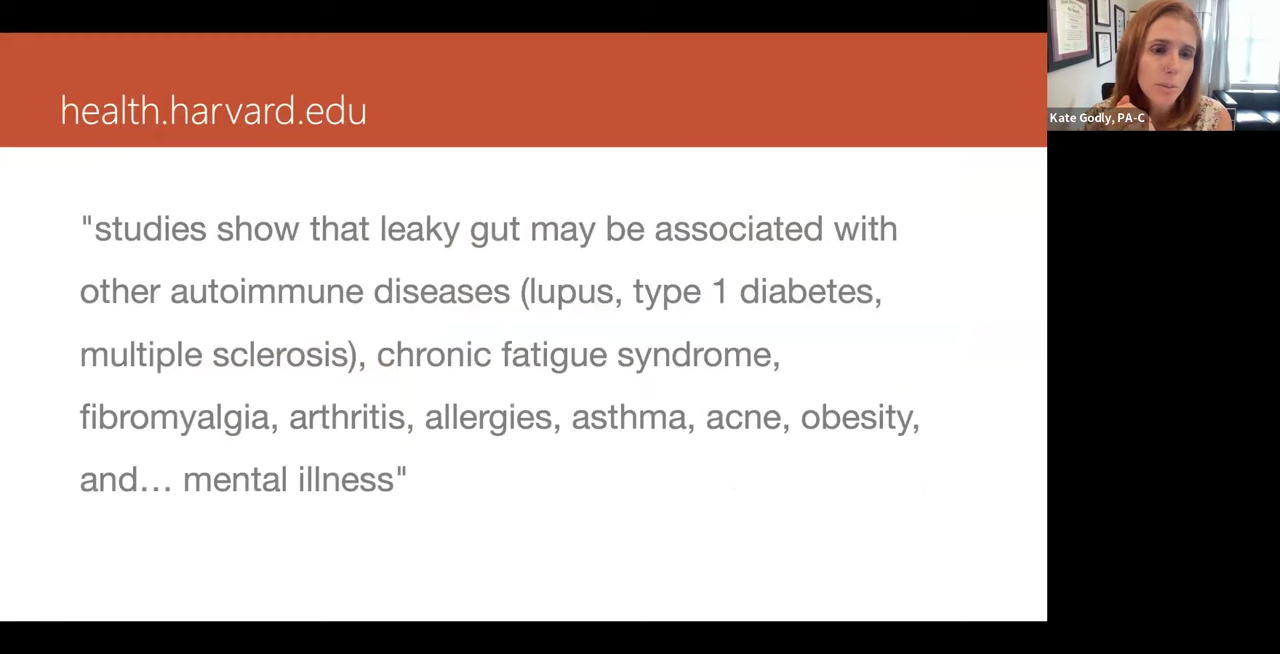 health.harvard.edu
Kate Godly, PA-C
"studies show that leaky gut may be associated with
other autoimmune diseases (lupus, type 1 diabetes,
multiple sclerosis), chronic fatigue syndrome,
fibromyalgia, arthritis, allergies, asthma, acne, obesity,
and… mental illness"